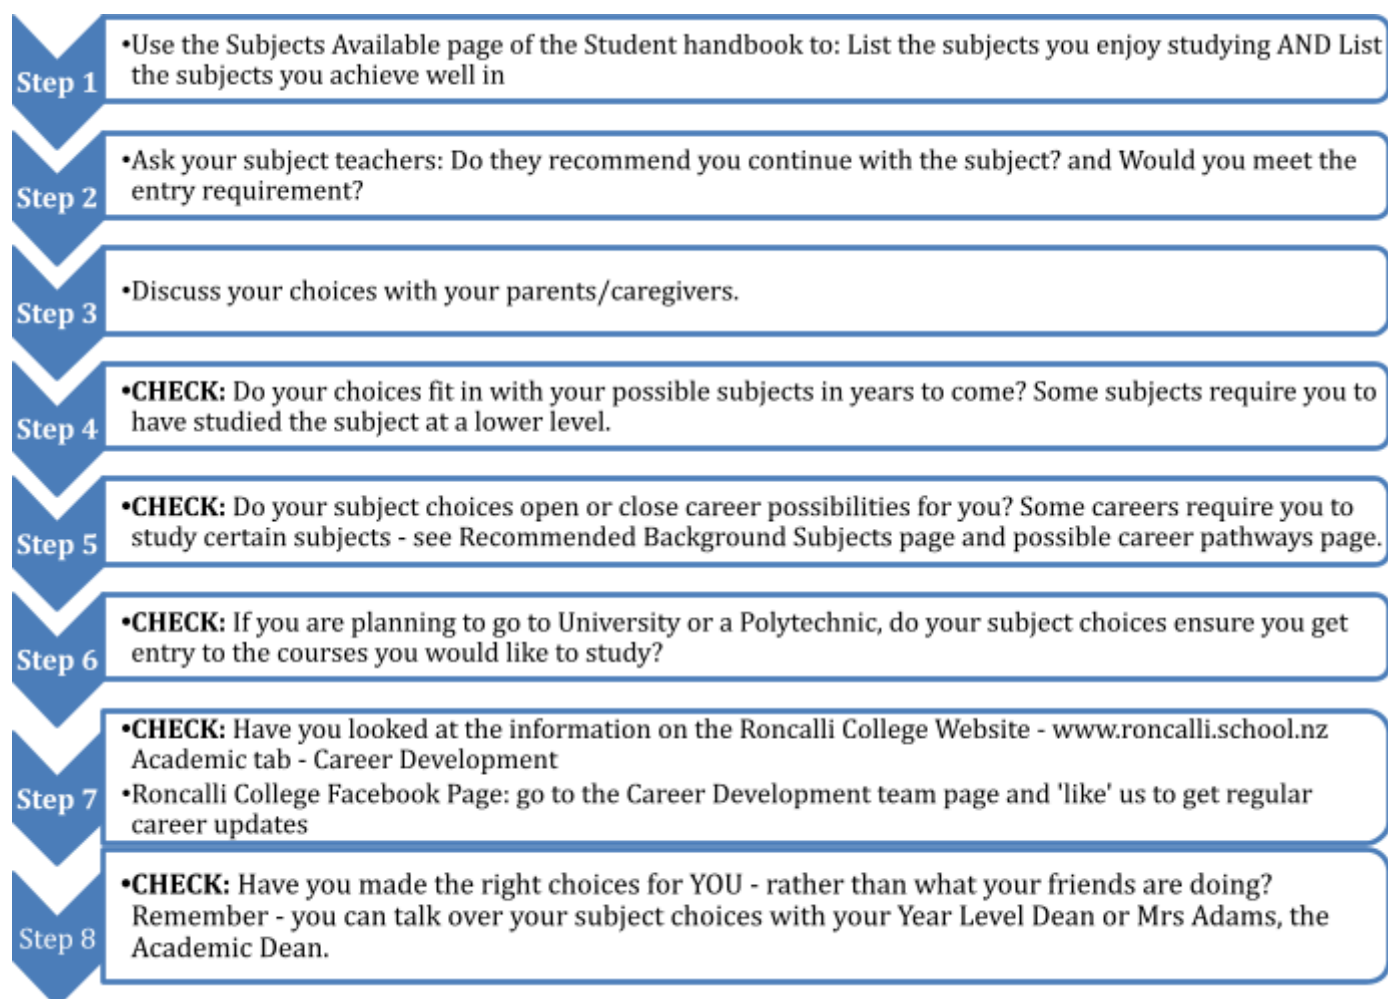 Step 1
•Use the Subjects Available page of the Student handbook to: List the subjects you enjoy studying AND List
the subjects you achieve well in
Step 2
•Ask your subject teachers: Do they recommend you continue with the subject? and Would you meet the
entry requirement?
Step 3
•Discuss your choices with your parents/caregivers.
Step 4
•CHECK: Do your choices fit in with your possible subjects in years to come? Some subjects require you to
have studied the subject at a lower level.
Step 5
•CHECK: Do your subject choices open or close career possibilities for you? Some careers require you to
study certain subjects - see Recommended Background Subjects page and possible career pathways page.
Step 6
•CHECK: If you are planning to go to University or a Polytechnic, do your subject choices ensure you get
entry to the courses you would like to study?
Step 7
•CHECK: Have you looked at the information on the Roncalli College Website - www.roncalli.school.nz
Academic tab - Career Development
•Roncalli College Facebook Page: go to the Career Development team page and 'like' us to get regular
career updates
Step 8
•CHECK: Have you made the right choices for YOU - rather than what your friends are doing?
Remember - you can talk over your subject choices with your Year Level Dean or Mrs Adams, the
Academic Dean.